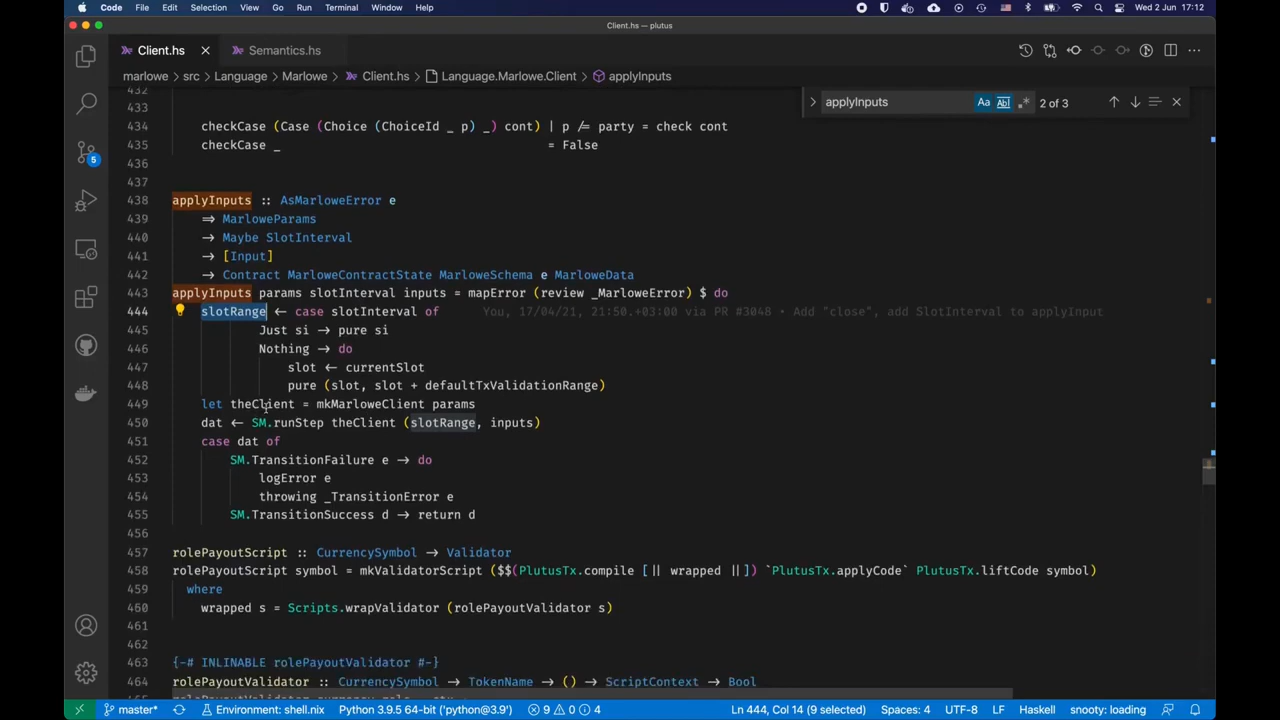 Code File Edit Selection View Go Run Terminal Window Help Wed 2 Jun 17:12
Client.hs — plutus
Client.hs Semantics.hs
marlowe > src > Language > Marlowe > Client.hs > Language.Marlowe.Client > applyInputs
applyInputs Aa Abl .* 2 of 3
432
433
434 checkCase (Case (Choice (ChoiceId _ p) _) cont) | p /= party = check cont
435 checkCase _ = False
436
437
438 applyInputs :: AsMarloweError e
439 ⇒ MarloweParams
440 → Maybe SlotInterval
441 → [Input]
442 → Contract MarloweContractState MarloweSchema e MarloweData
443 applyInputs params slotInterval inputs = mapError (review _MarloweError) $ do
444 slotRange ← case slotInterval of You, 17/04/21, 21:50.+03:00 via PR #3048 • Add "close", add SlotInterval to applyInput
445 Just si → pure si
446 Nothing → do
447 slot ← currentSlot
448 pure (slot, slot + defaultTxValidationRange)
449 let theClient = mkMarloweClient params
450 dat ← SM.runStep theClient (slotRange, inputs)
451 case dat of
452 SM.TransitionFailure e → do
453 logError e
454 throwing _TransitionError e
455 SM.TransitionSuccess d → return d
456
457 rolePayoutScript :: CurrencySymbol → Validator
458 rolePayoutScript symbol = mkValidatorScript ($$(PlutusTx.compile [|| wrapped ||]) `PlutusTx.applyCode` PlutusTx.liftCode symbol)
459 where
460 wrapped s = Scripts.wrapValidator (rolePayoutValidator s)
461
462
463 {-# INLINABLE rolePayoutValidator #-}
464 rolePayoutValidator :: CurrencySymbol → TokenName → () → ScriptContext → Bool
5
master* Environment: shell.nix Python 3.9.5 64-bit ('python@3.9') 9 0 4 Ln 444, Col 14 (9 selected) Spaces: 4 UTF-8 LF Haskell snooty: loading